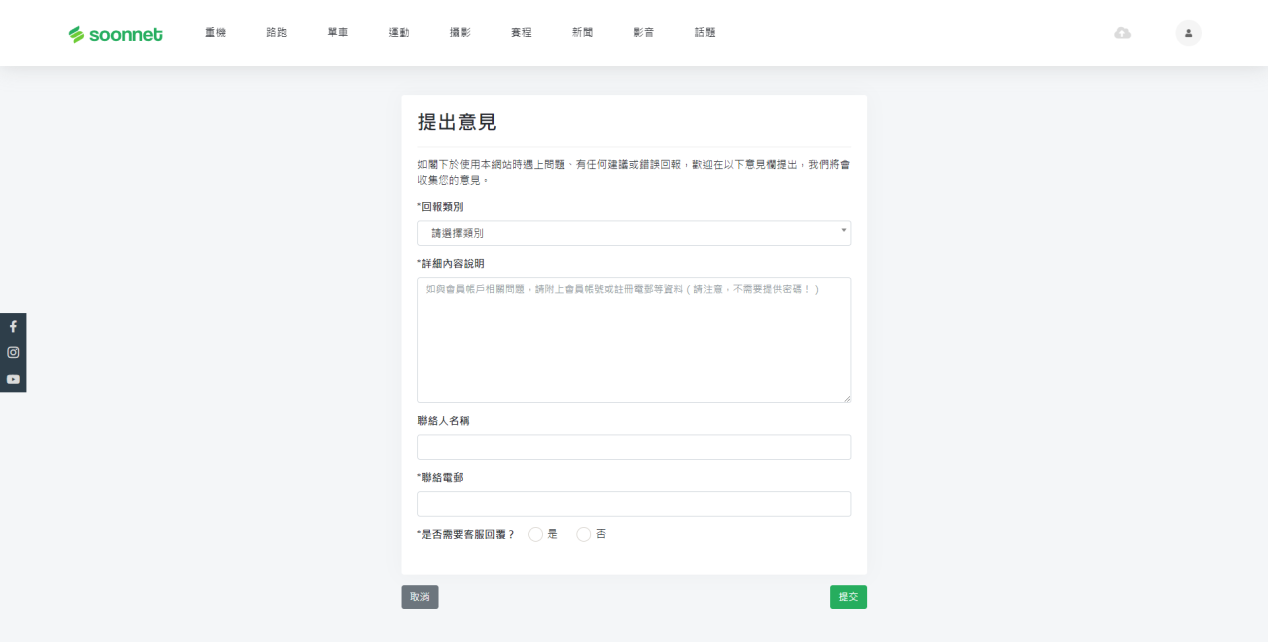 soonnet 重機 路跑 單車 運動 攝影 賽程 新聞 影音 話題
提出意見
如閣下於使用本網站時遇上問題、有任何建議或錯誤回報，歡迎在以下意見欄提出，我們將會
收集您的意見。
*回報類別
請選擇類別
*詳細內容說明
如與會員帳戶相關問題，請附上會員帳號或註冊電郵等資料（請注意，不需要提供密碼！）
聯絡人名稱
*聯絡電郵
*是否需要客服回覆？ 是 否
取消 提交